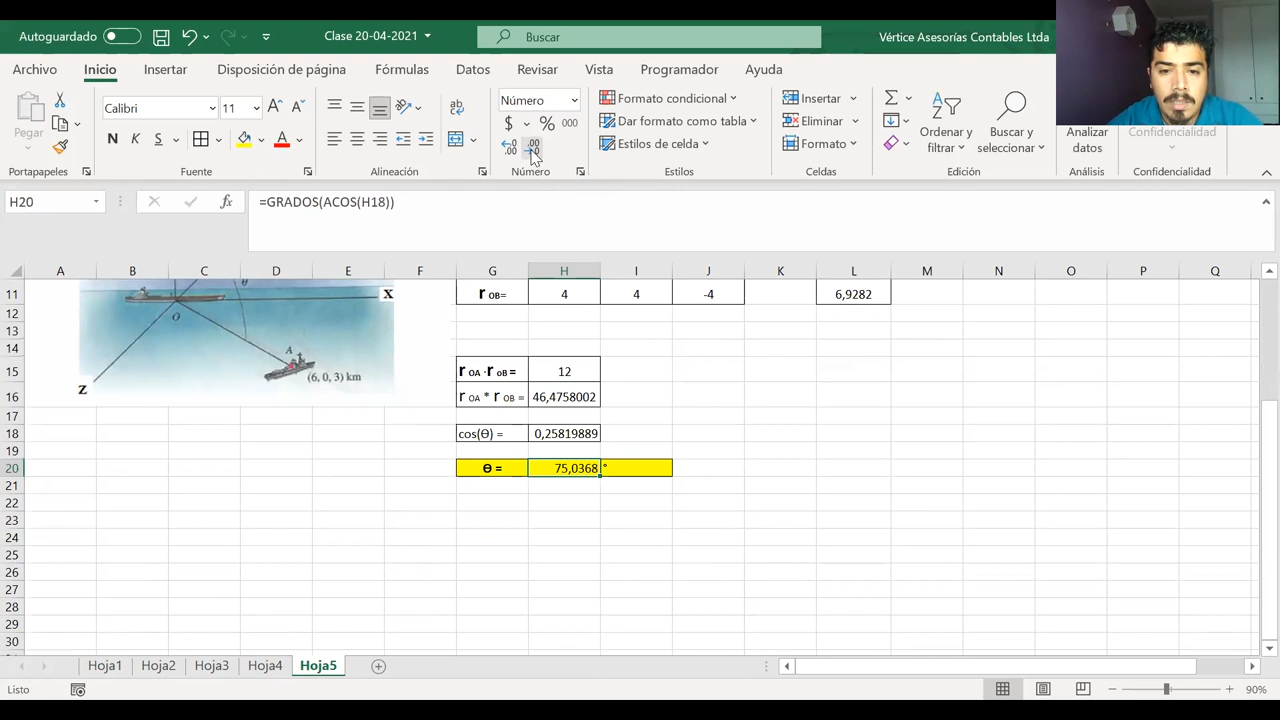 Autoguardado
Clase 20-04-2021
Buscar
Vértice Asesorías Contables Ltda
Archivo Inicio Insertar Disposición de página Fórmulas Datos Revisar Vista Programador Ayuda
Pegar
Calibri 11
N K S
Número
$ % 000
Formato condicional
Dar formato como tabla
Estilos de celda
Insertar
Eliminar
Formato
Ordenar y filtrar
Buscar y seleccionar
Analizar datos
Confidencialidad
Portapapeles Fuente Alineación Número Estilos Celdas Edición Análisis Confidencialidad
H20 fx =GRADOS(ACOS(H18))
A B C D E F G H I J K L M N O P Q
11 r OB= 4 4 -4 6,9282
12
13
14
15 r OA ·r OB = 12
16 r OA * r OB = 46,4758002
17
18 cos(Θ) = 0,25819889
19
20 Θ = 75,0368 °
21
22
23
24
25
26
27
28
29
30
θ
X
O
A
(6, 0, 3) km
Z
Hoja1 Hoja2 Hoja3 Hoja4 Hoja5
Listo
90%